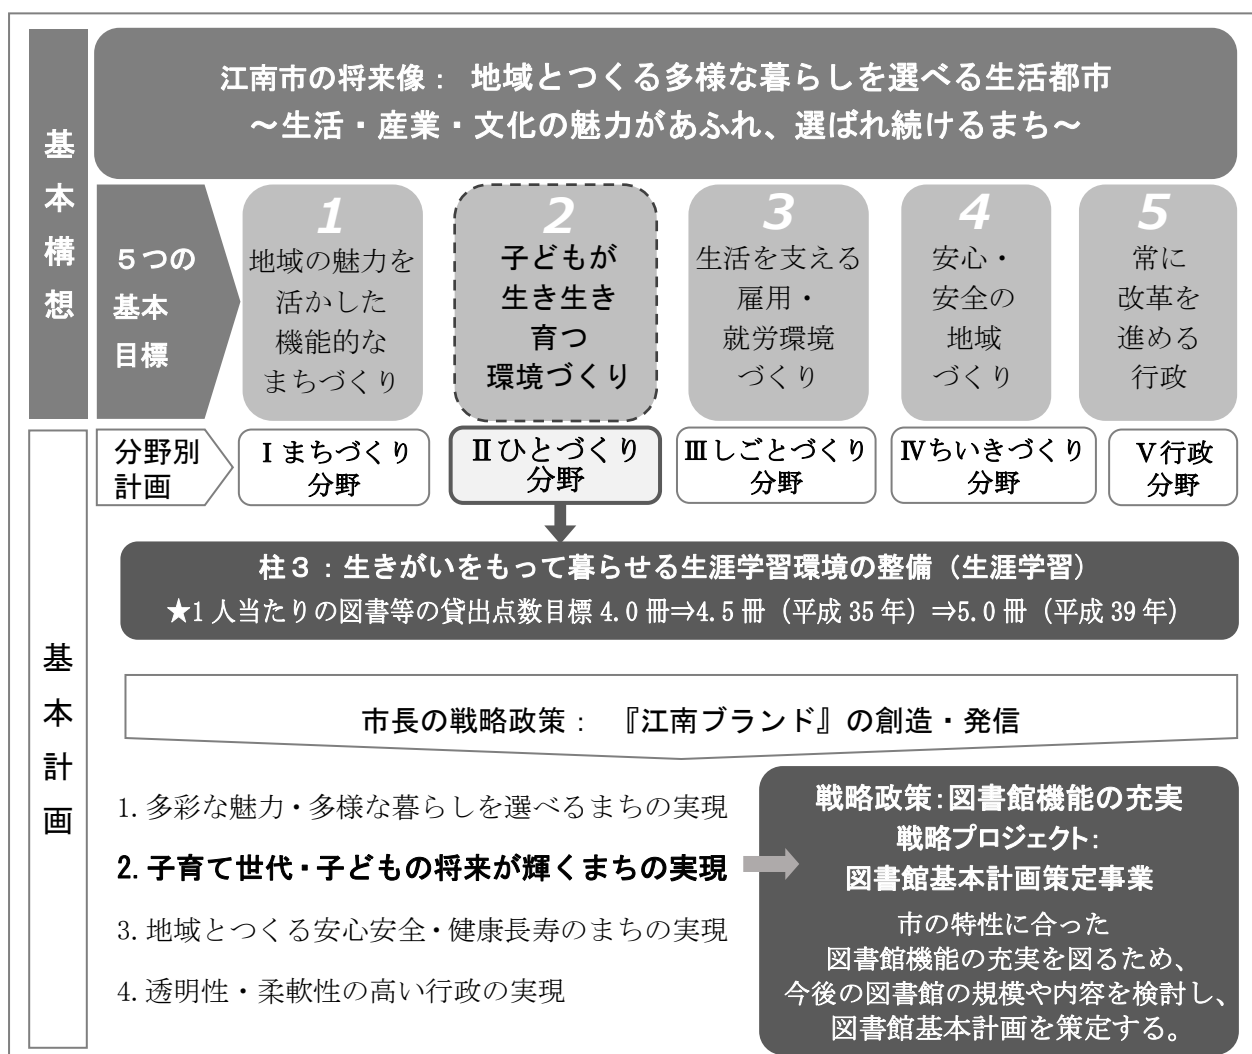 基本構想
江南市の将来像： 地域とつくる多様な暮らしを選べる生活都市
～生活・産業・文化の魅力があふれ、選ばれ続けるまち～
５つの
基本
目標
1
地域の魅力を
活かした
機能的な
まちづくり
2
子どもが
生き生き
育つ
環境づくり
3
生活を支える
雇用・
就労環境
づくり
4
安心・
安全の
地域
づくり
5
常に
改革を
進める
行政
基本計画
分野別
計画
Ⅰまちづくり
分野
Ⅱひとづくり
分野
Ⅲしごとづくり
分野
Ⅳちいきづくり
分野
Ⅴ行政
分野
柱３：生きがいをもって暮らせる生涯学習環境の整備（生涯学習）
★1人当たりの図書等の貸出点数目標4.0冊⇒4.5冊（平成35年）⇒5.0冊（平成39年）
市長の戦略政策： 『江南ブランド』の創造・発信
1.多彩な魅力・多様な暮らしを選べるまちの実現
2.子育て世代・子どもの将来が輝くまちの実現
3.地域とつくる安心安全・健康長寿のまちの実現
4.透明性・柔軟性の高い行政の実現
戦略政策：図書館機能の充実
戦略プロジェクト：
図書館基本計画策定事業
市の特性に合った
図書館機能の充実を図るため、
今後の図書館の規模や内容を検討し、
図書館基本計画を策定する。